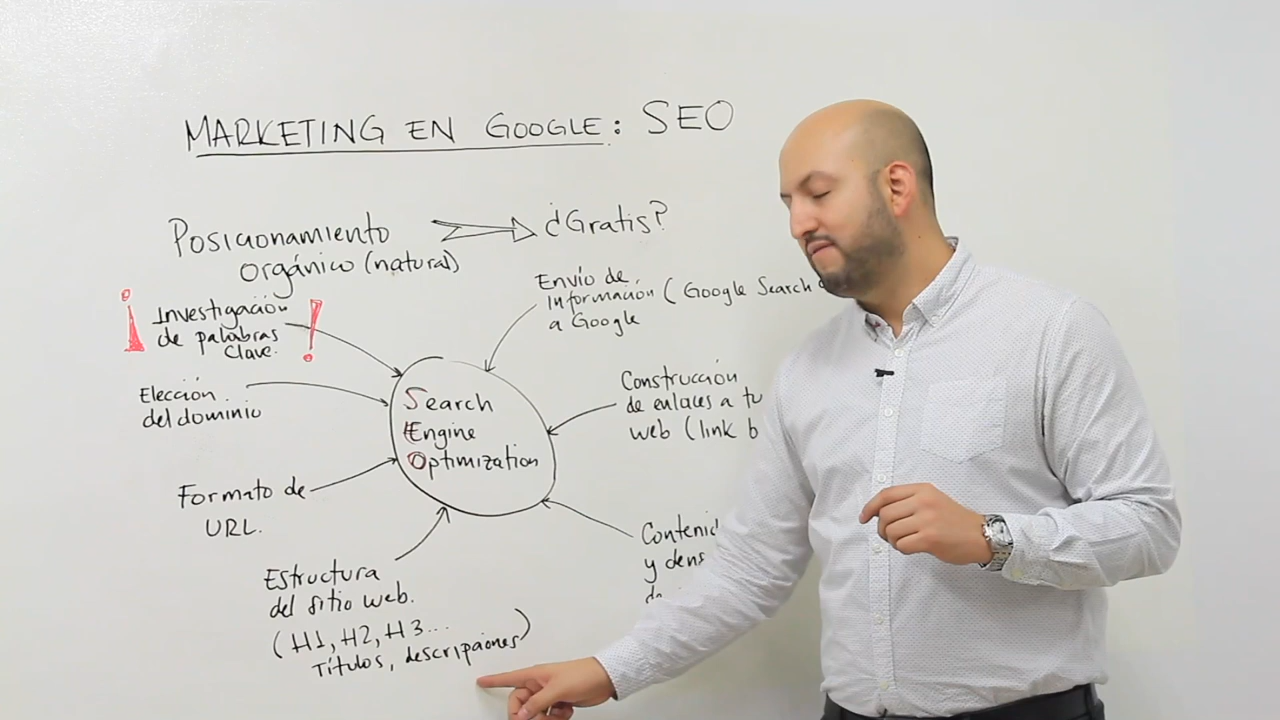 MARKETING EN GOOGLE: SEO
Posicionamiento
orgánico (natural)
¿Gratis?
¡Investigación
de palabras
clave.!
Elección
del dominio
Formato de
URL.
Estructura
del sitio web.
(H1, H2, H3...
Títulos, descripciones)
Search
Engine
Optimization
Envío de
información (Google Search
a Google
Construcción
de enlaces a tu
web (link b
Contenid
y dens